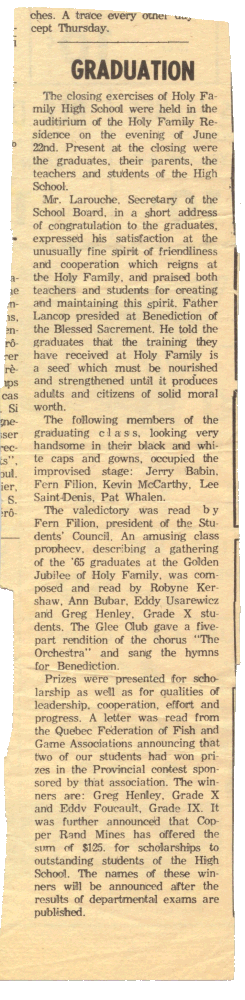 ches. A trace every other
cept Thursday.
GRADUATION
The closing exercises of Holy Fa-
mily High School were held in the
auditirium of the Holy Family Re-
sidence on the evening of June
22nd. Present at the closing were
the graduates, their parents, the
teachers and students of the High
School.
Mr. Larouche, Secretary of the
School Board, in a short address
of congratulation to the graduates,
expressed his satisfaction at the
unusually fine spirit of friendliness
and cooperation which reigns at
the Holy Family, and praised both
teachers and students for creating
and maintaining this spirit. Father
Lancop presided at Benediction of
the Blessed Sacrement. He told the
graduates that the training they
have received at Holy Family is
a seed which must be nourished
and strengthened until it produces
adults and citizens of solid moral
worth.
The following members of the
graduating class, looking very
handsome in their black and whi-
te caps and gowns, occupied the
improvised stage: Jerry Babin,
Fern Filion, Kevin McCarthy, Lee
Saint-Denis, Pat Whalen.
The valedictory was read by
Fern Filion, president of the Stu-
dents' Council. An amusing class
prophecy, describing a gathering
of the '65 graduates at the Golden
Jubilee of Holy Family, was com-
posed and read by Robyne Ker-
shaw, Ann Bubar, Eddy Usarewicz
and Greg Henley, Grade X stu-
dents. The Glee Club gave a five-
part rendition of the chorus "The
Orchestra" and sang the hymns
for Benediction.
Prizes were presented for scho-
larship as well as for qualities of
leadership, cooperation, effort and
progress. A letter was read from
the Quebec Federation of Fish and
Game Associations announcing that
two of our students had won pri-
zes in the Provincial contest spon-
sored by that association. The win-
ners are: Greg Henley, Grade X
and Eddy Foucault, Grade IX. It
was further announced that Cop-
per Rand Mines has offered the
sum of $125. for scholarships to
outstanding students of the High
School. The names of these win-
ners will be announced after the
results of departmental exams are
published.